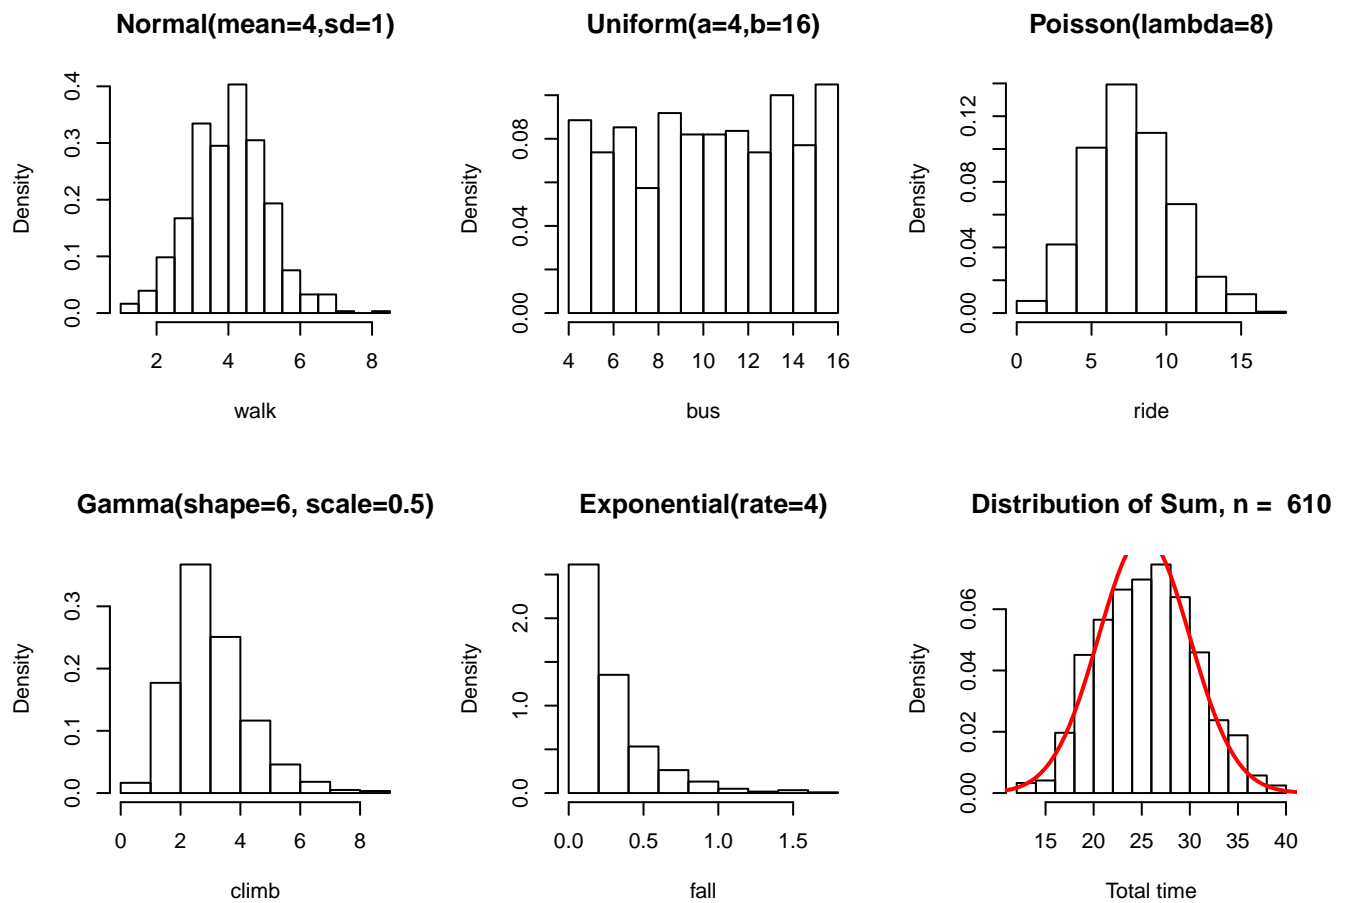 Normal(mean=4,sd=1)
Density
0.0 0.1 0.2 0.3 0.4
2 4 6 8
walk
Uniform(a=4,b=16)
Density
0.00 0.04 0.08
4 6 8 10 12 14 16
bus
Poisson(lambda=8)
Density
0.00 0.04 0.08 0.12
0 5 10 15
ride
Gamma(shape=6, scale=0.5)
Density
0.0 0.1 0.2 0.3
0 2 4 6 8
climb
Exponential(rate=4)
Density
0.0 1.0 2.0
0.0 0.5 1.0 1.5
fall
Distribution of Sum, n =  610
Density
0.00 0.02 0.04 0.06
15 20 25 30 35 40
Total time